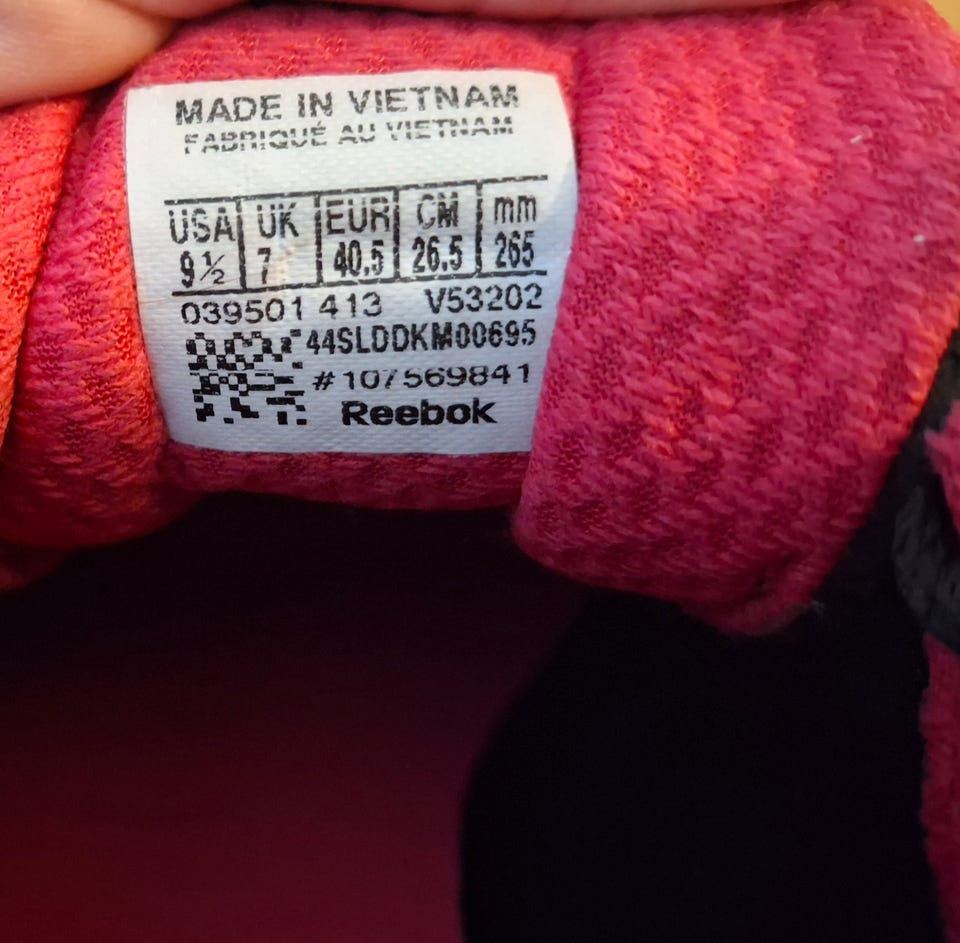 MADE IN VIETNAM
FABRIQUÉ AU VIETNAM
USA UK EUR CM mm
9½ 7 40.5 26.5 265
039501 413 V53202
44SLDDKM00695
#107569841
Reebok